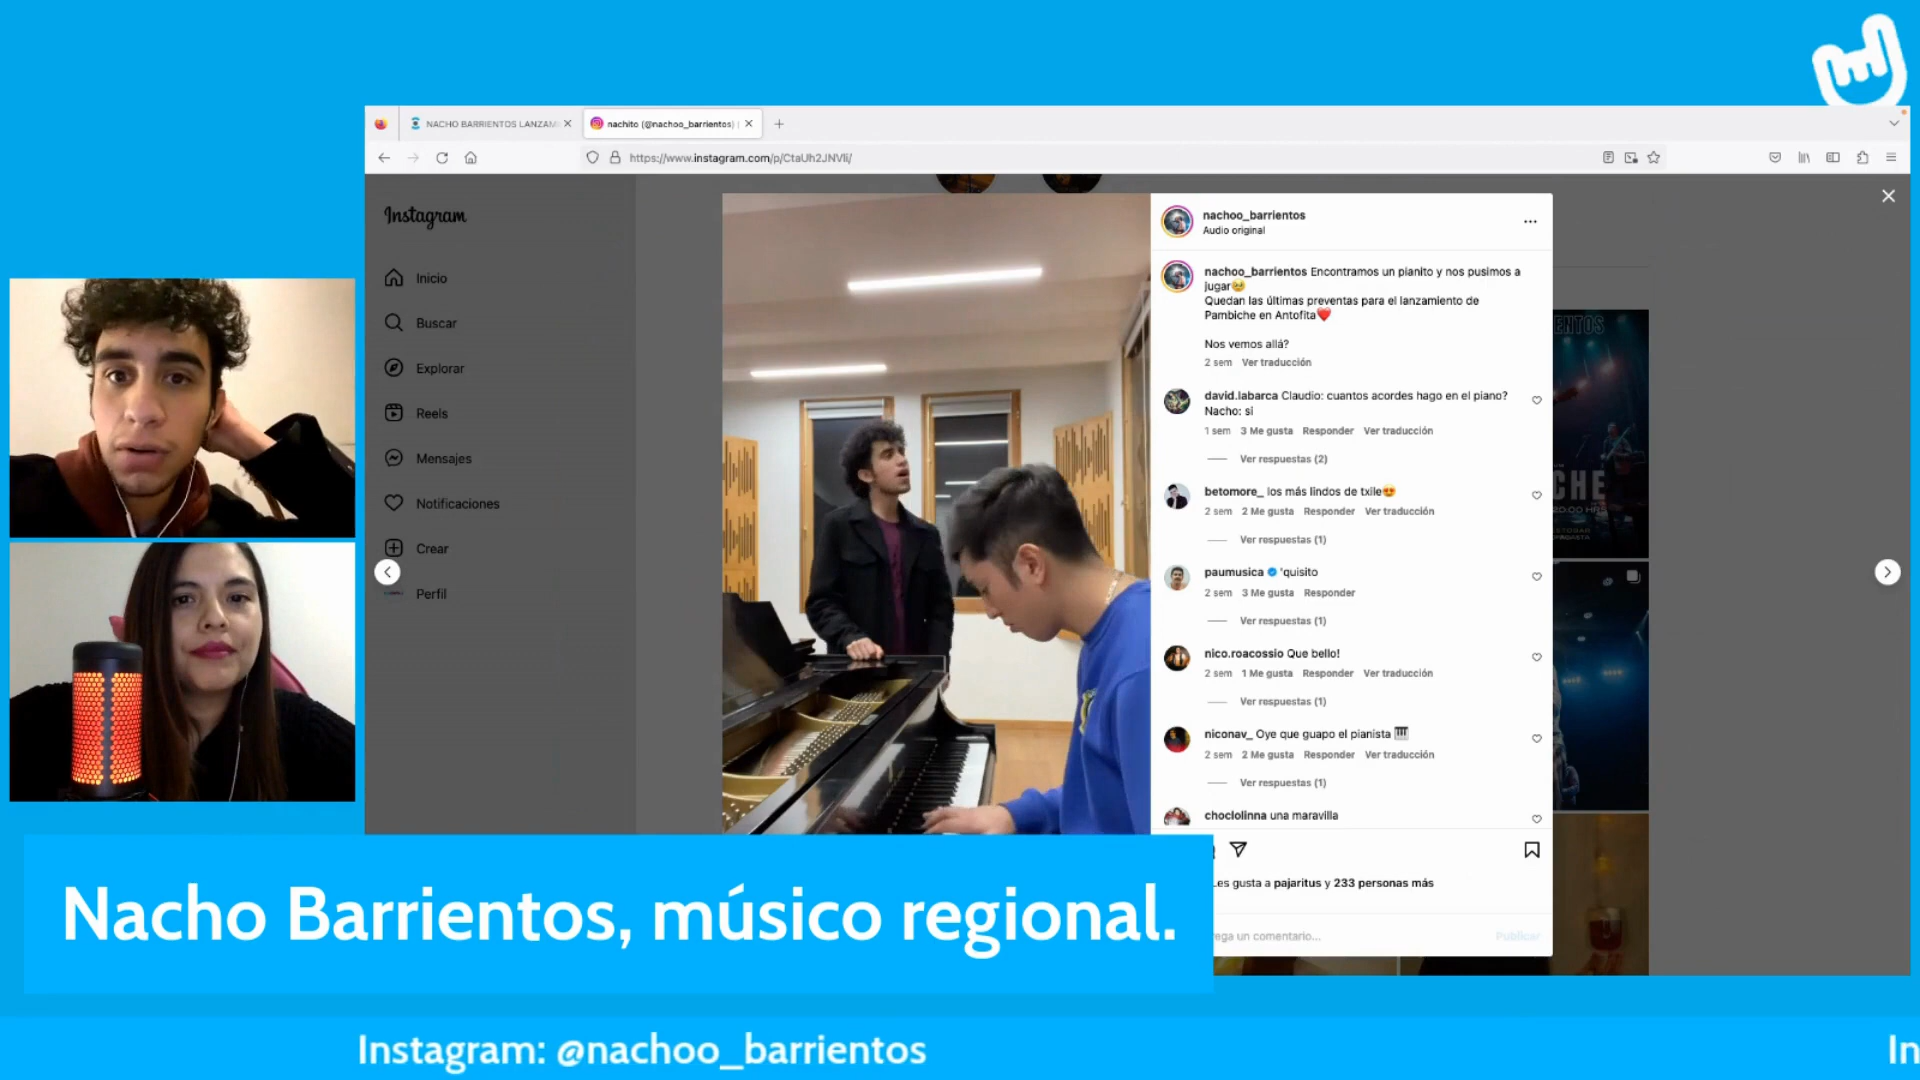 NACHO BARRIENTOS LANZAM
nachito (@nachoo_barrientos) |
https://www.instagram.com/p/CtaUh2JNVli/
Instagram
Inicio
Buscar
Explorar
Reels
Mensajes
Notificaciones
Crear
Perfil
nachoo_barrientos
Audio original
nachoo_barrientos Encontramos un pianito y nos pusimos a
jugar🥹
Quedan las últimas preventas para el lanzamiento de
Pambiche en Antofita❤️
Nos vemos allá?
2 sem Ver traducción
david.labarca Claudio: cuantos acordes hago en el piano?
Nacho: si
1 sem 3 Me gusta Responder Ver traducción
Ver respuestas (2)
betomore_ los más lindos de txile😍
2 sem 2 Me gusta Responder Ver traducción
Ver respuestas (1)
paumusica 'quisito
2 sem 3 Me gusta Responder
Ver respuestas (1)
nico.roacossio Que bello!
2 sem 1 Me gusta Responder Ver traducción
Ver respuestas (1)
niconav_ Oye que guapo el pianista 🎹
2 sem 2 Me gusta Responder Ver traducción
Ver respuestas (1)
choclolinna una maravilla
Les gusta a pajaritus y 233 personas más
rega un comentario...
Publicar
ENTOS
CHE
20:00 HRS
Nacho Barrientos, músico regional.
Instagram: @nachoo_barrientos
In